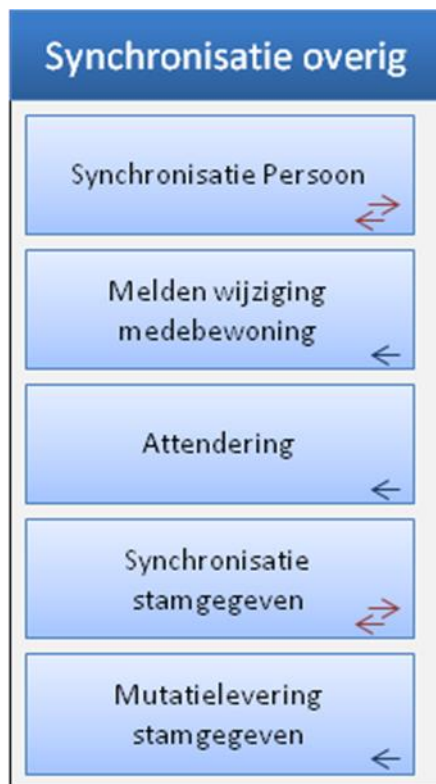 Synchronisatie overig
Synchronisatie Persoon
Melden wijziging
medebewoning
Attendering
Synchronisatie
stamgegeven
Mutatielevering
stamgegeven